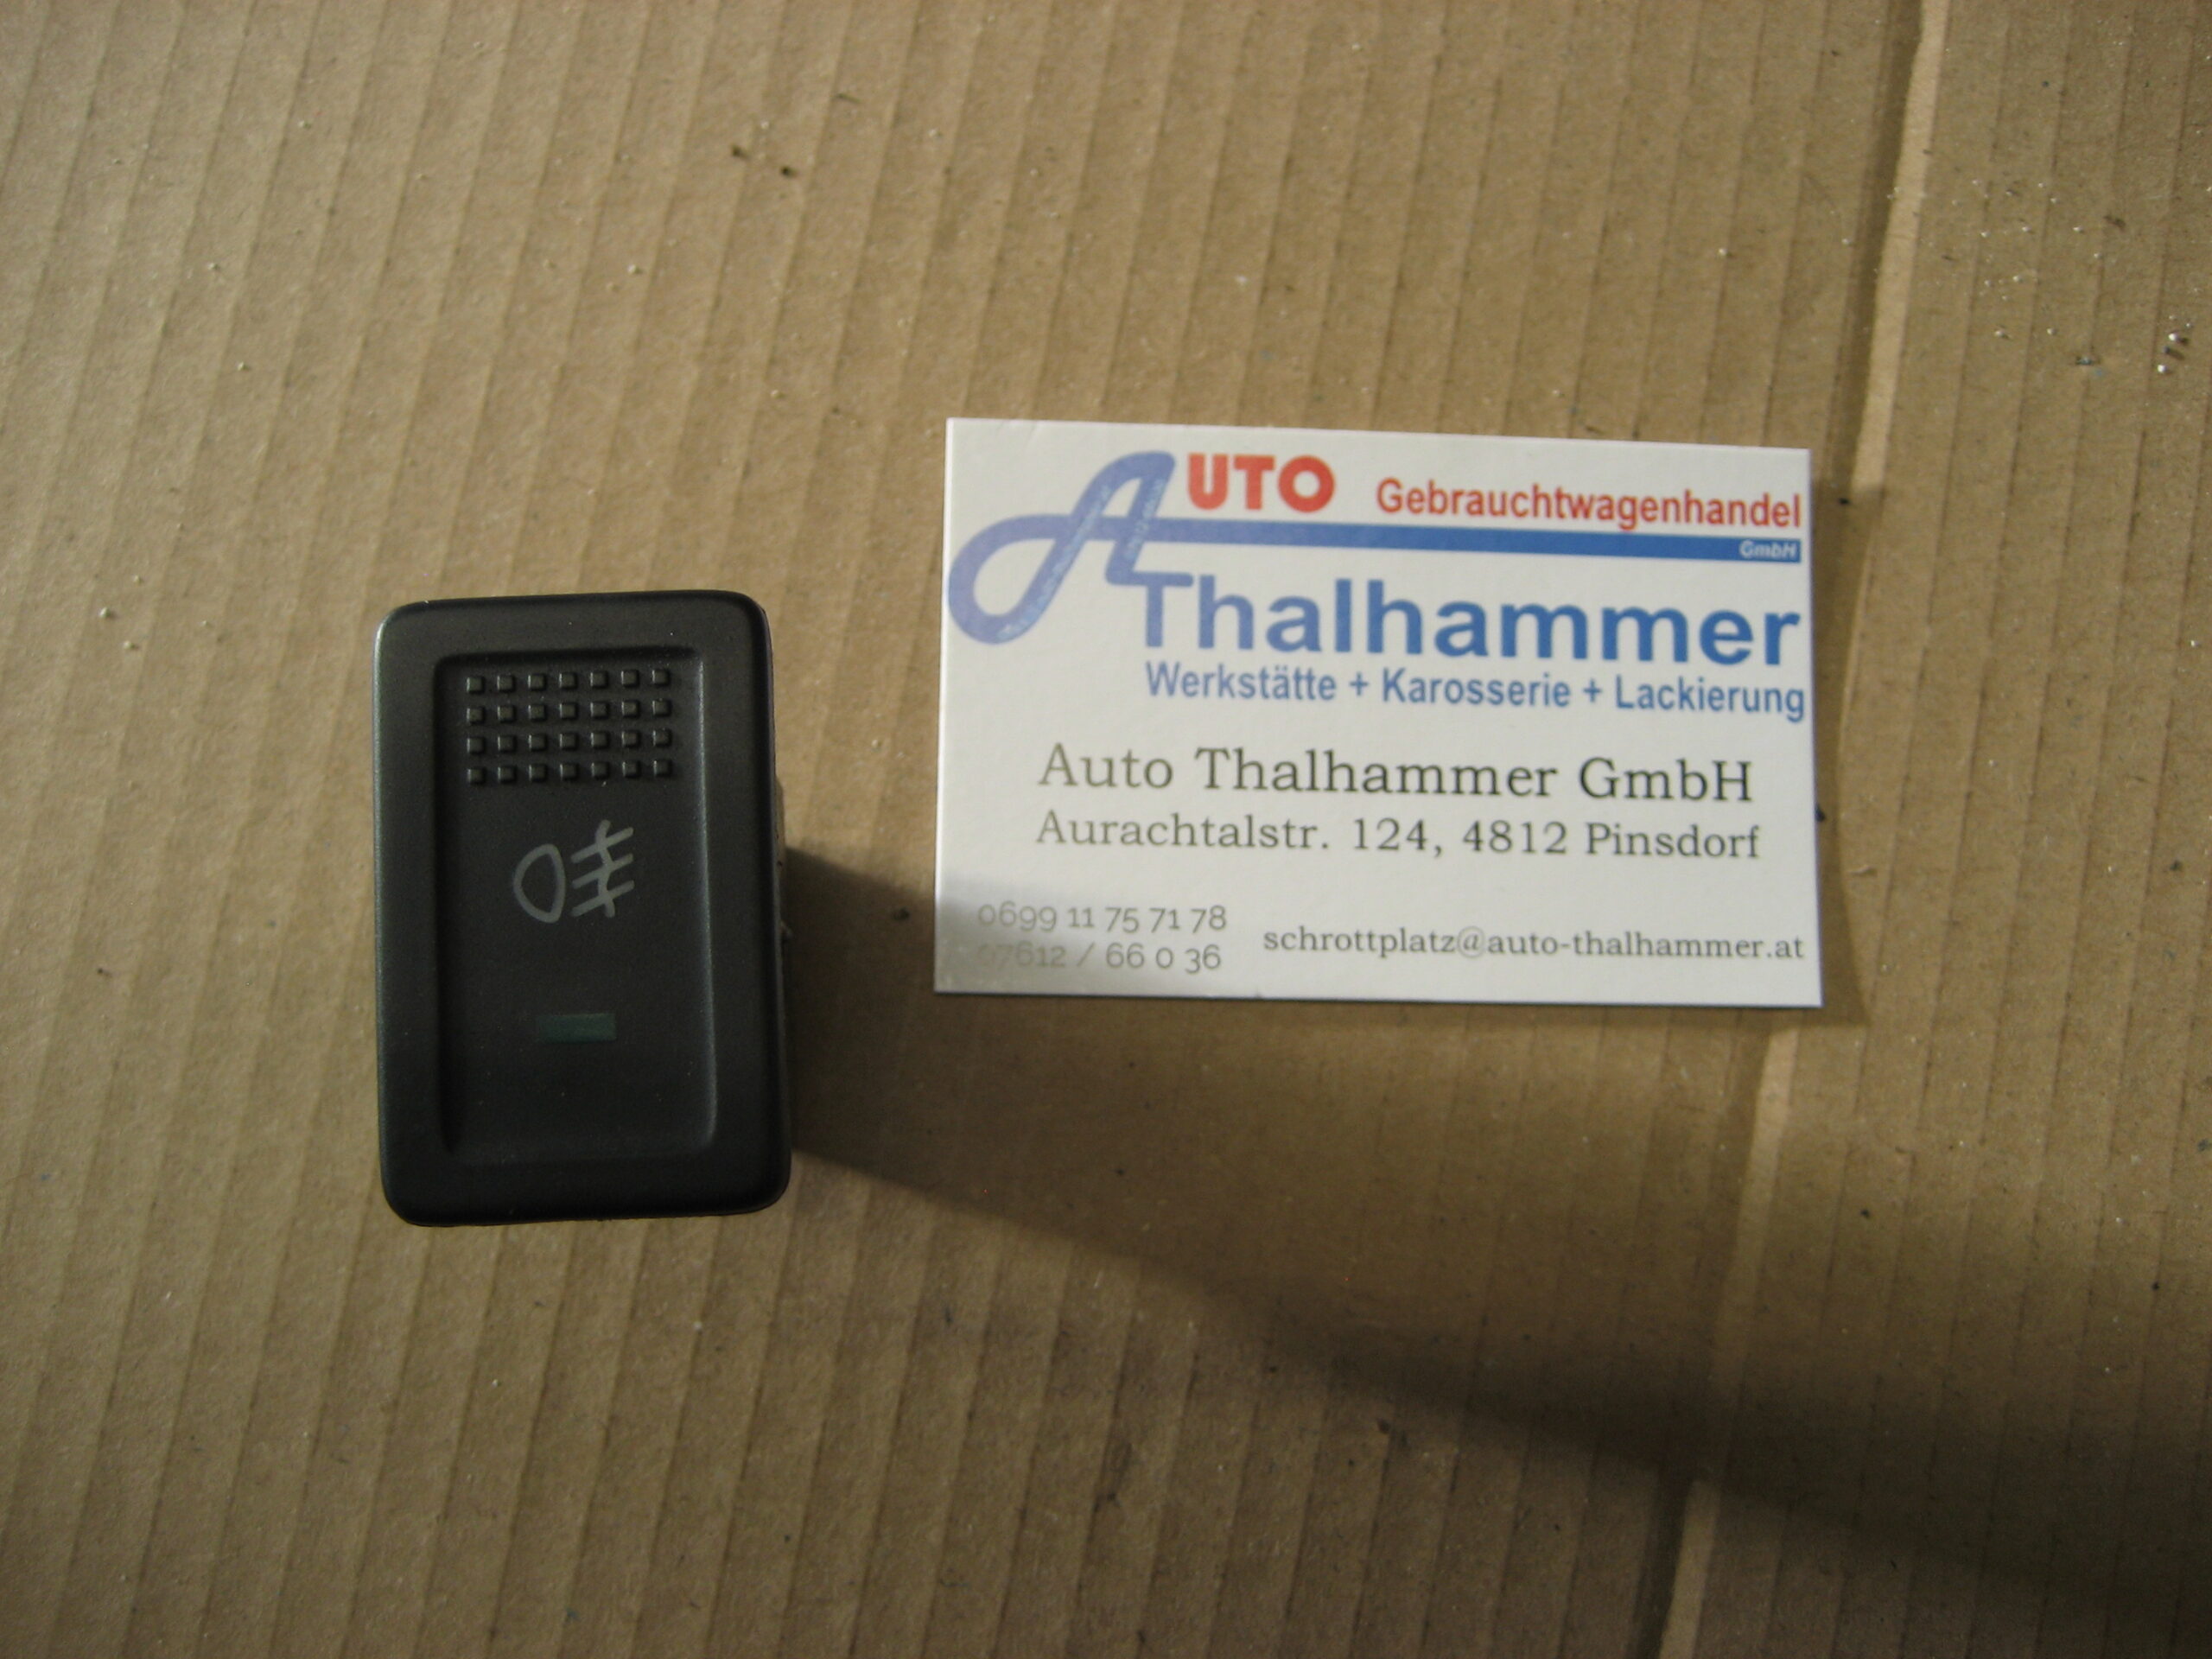 AUTO Gebrauchtwagenhandel
GmbH
Thalhammer
Werkstätte + Karosserie + Lackierung
Auto Thalhammer GmbH
Aurachtalstr. 124, 4812 Pinsdorf
0699 11 75 71 78
07612 / 66 0 36
schrottplatz@auto-thalhammer.at